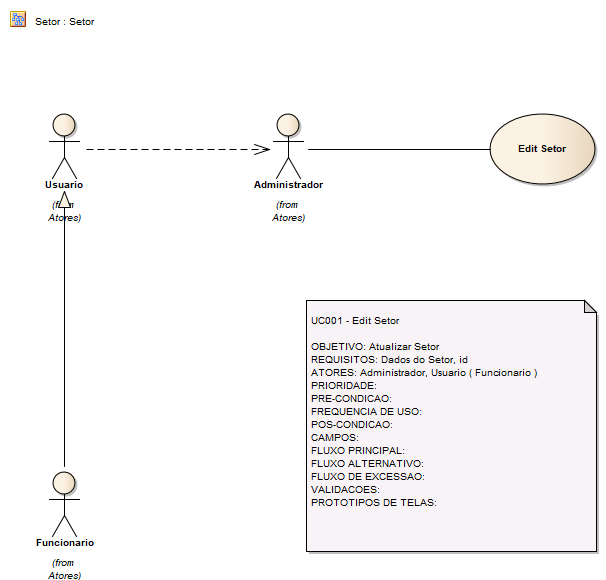 Setor : Setor
Usuario
(from
Atores)
Administrador
(from
Atores)
Edit Setor
UC001 - Edit Setor
OBJETIVO: Atualizar Setor
REQUISITOS: Dados do Setor, id
ATORES: Administrador, Usuario ( Funcionario )
PRIORIDADE:
PRE-CONDICAO:
FREQUENCIA DE USO:
POS-CONDICAO:
CAMPOS:
FLUXO PRINCIPAL:
FLUXO ALTERNATIVO:
FLUXO DE EXCESSAO:
VALIDACOES:
PROTOTIPOS DE TELAS:
Funcionario
(from
Atores)